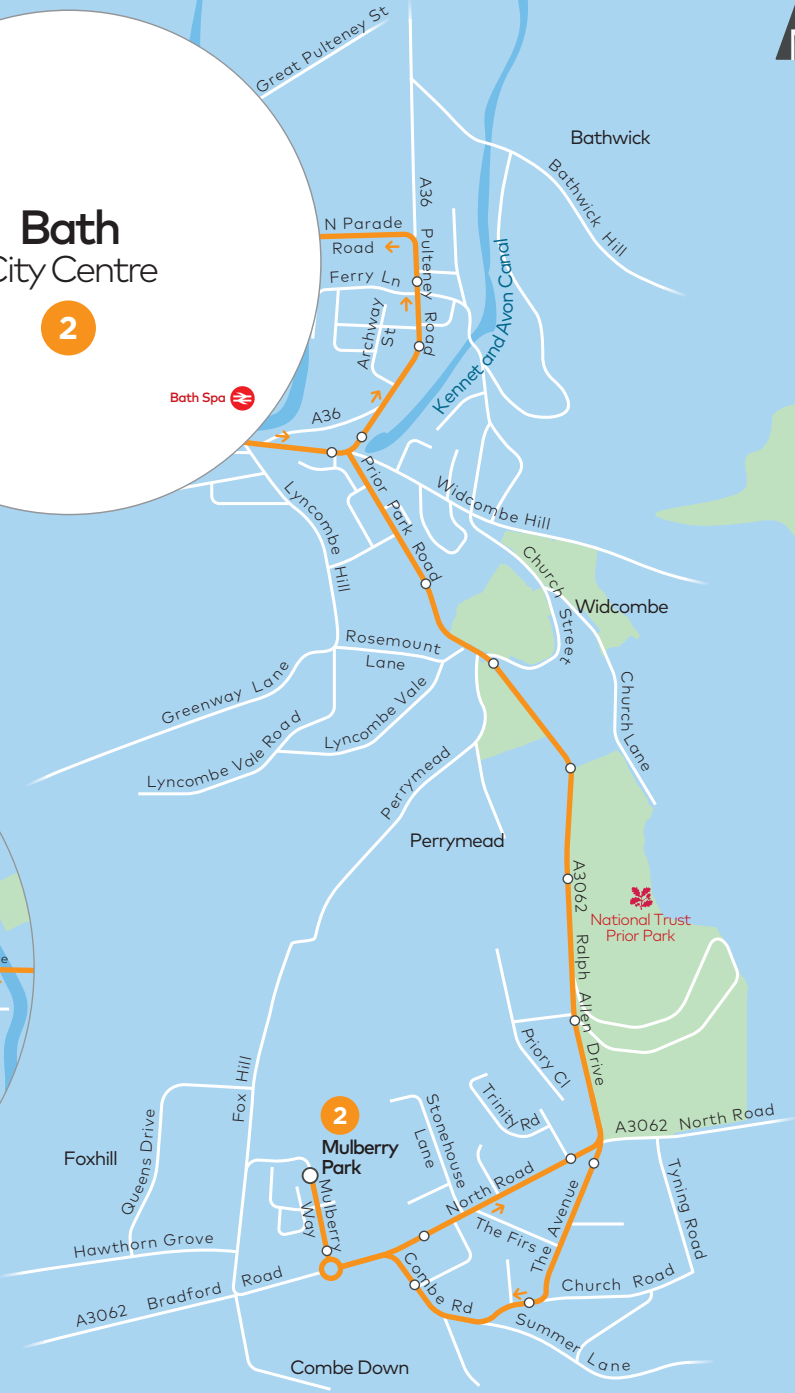 Great Pulteney St
Bathwick
Bathwick Hill
A36 Pulteney Road
N Parade
Road
Ferry Ln
Archway
St
Kennet and Avon Canal
Bath
City Centre
2
Bath Spa
A36
Prior Park Road
Widcombe Hill
Lyncombe Hill
Church Street
Widcombe
Rosemount
Lane
Greenway Lane
Lyncombe Vale
Lyncombe Vale Road
Church Lane
Perrymead
Perrymead
A3062 Ralph Allen Drive
National Trust
Prior Park
Priory Cl
Fox Hill
Trinity Rd
Stonehouse
Lane
A3062 North Road
2
Mulberry
Park
Mulberry
Way
Foxhill
Queens Drive
North Road
The Firs
The Avenue
Tyning Road
Hawthorn Grove
A3062 Bradford Road
Combe Rd
Church Road
Summer Lane
Combe Down